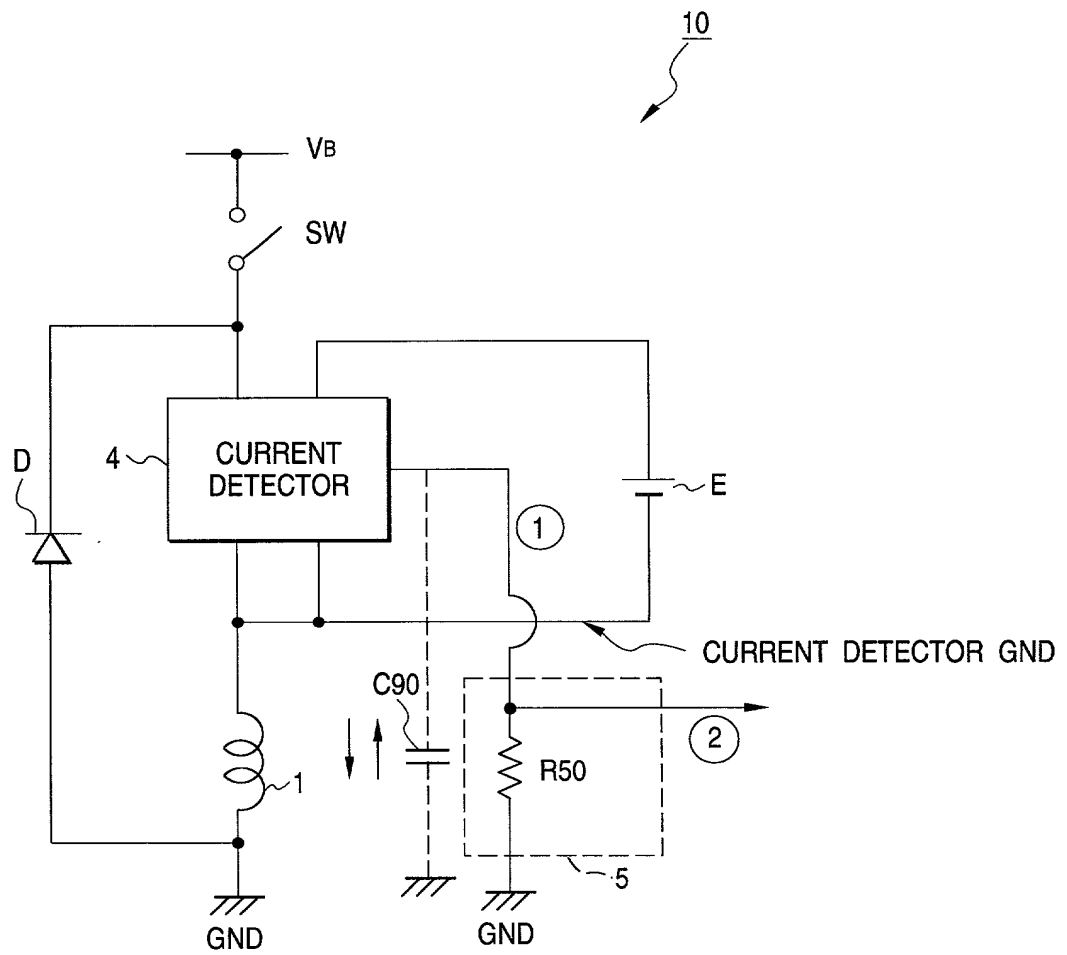 10
VB
SW
D
4
CURRENT
DETECTOR
E
1
CURRENT DETECTOR GND
C90
2
1
R50
5
GND
GND